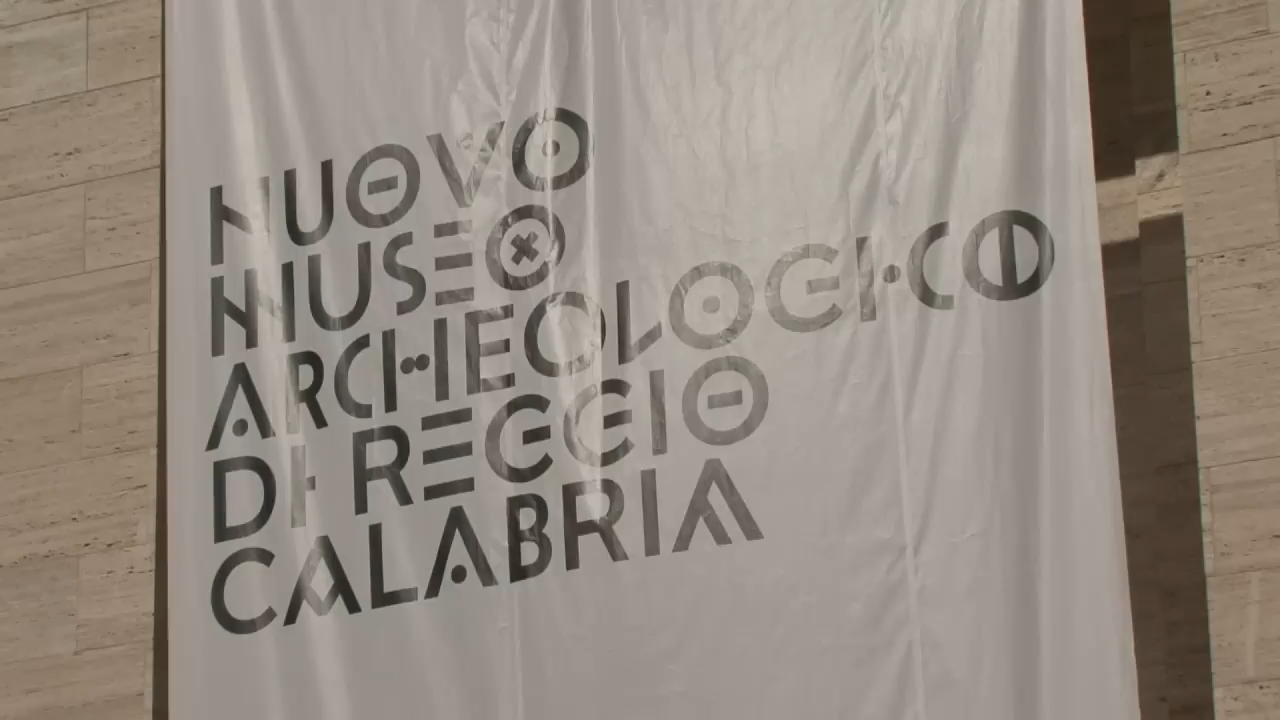 NUOVO
MUSEO
ARCHEOLOGICO
DI REGGIO
CALABRIA